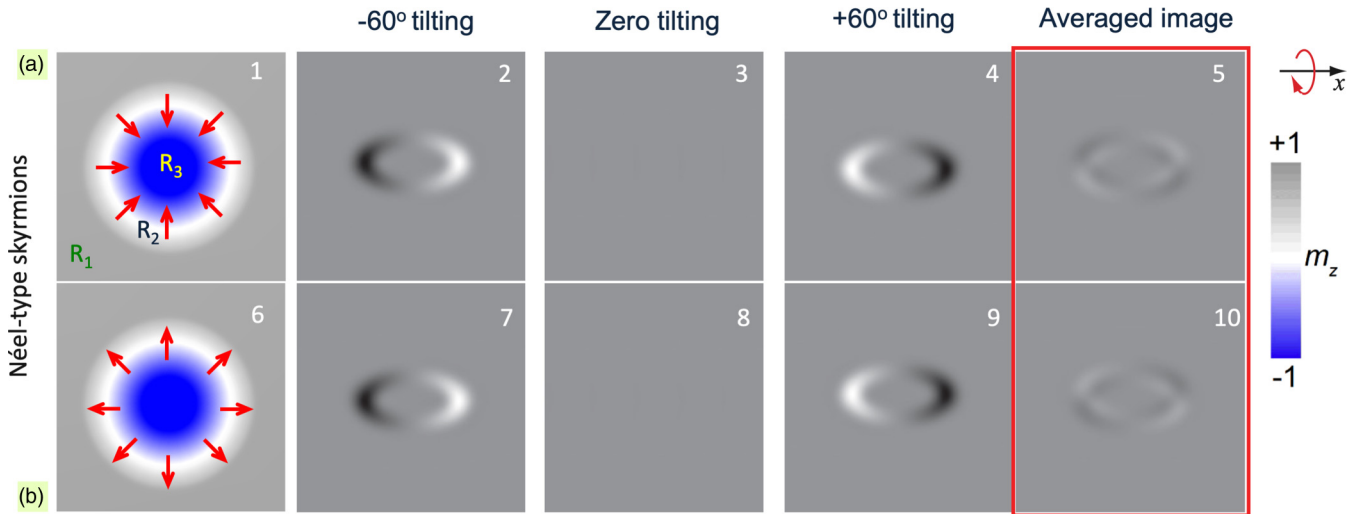 -60° tilting Zero tilting +60° tilting Averaged image
(a) 1 2 3 4 5
x
R₃
R₂
R₁
+1
m_z
-1
Néel-type skyrmions
6 7 8 9 10
(b)